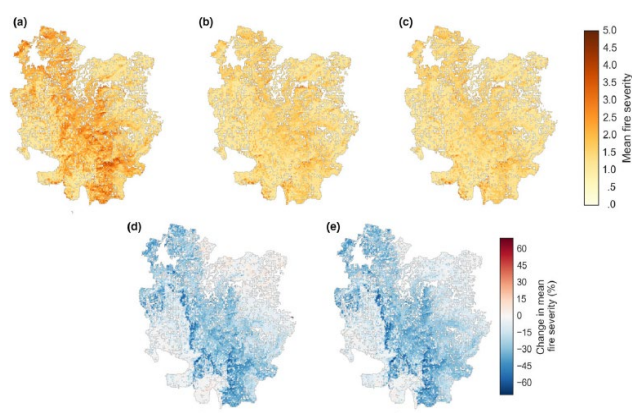 (a)
(b)
(c)
5.0
4.5
4.0
3.5
3.0
2.5
2.0
1.5
1.0
.0
Mean fire severity
(d)
(e)
60
45
30
15
0
−15
−30
−45
−60
Change in mean
fire severity (%)